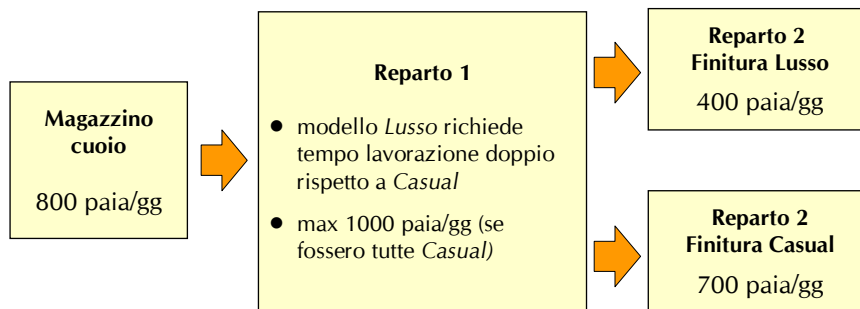 Magazzino
cuoio
800 paia/gg
Reparto 1
● modello Lusso richiede
tempo lavorazione doppio
rispetto a Casual
● max 1000 paia/gg (se
fossero tutte Casual)
Reparto 2
Finitura Lusso
400 paia/gg
Reparto 2
Finitura Casual
700 paia/gg